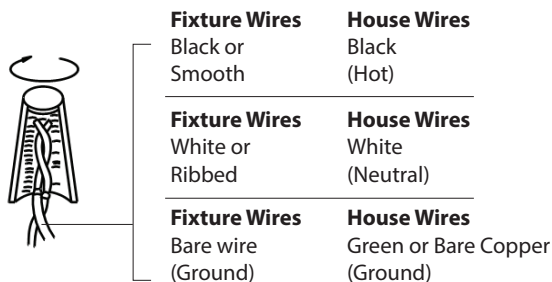 Fixture Wires House Wires
Black or Black
Smooth (Hot)
Fixture Wires House Wires
White or White
Ribbed (Neutral)
Fixture Wires House Wires
Bare wire Green or Bare Copper
(Ground) (Ground)